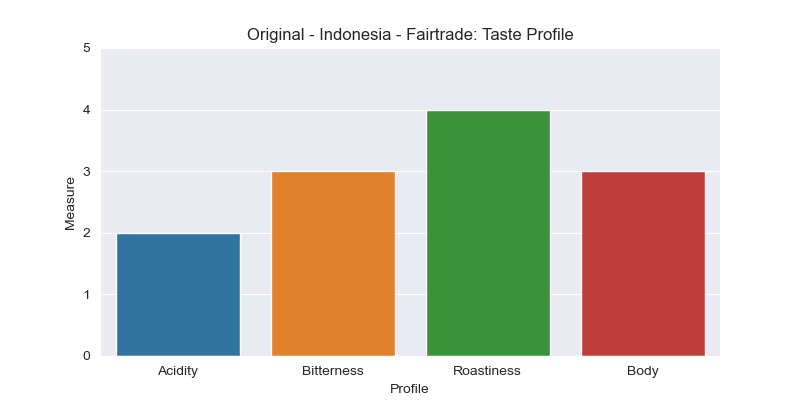 Original - Indonesia - Fairtrade: Taste Profile
5
4
3
2
1
0
Measure
Acidity Bitterness Roastiness Body
Profile